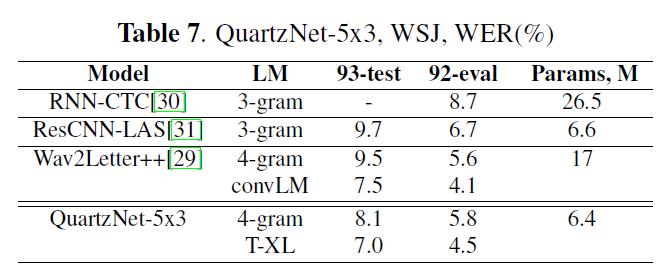 Table 7. QuartzNet-5x3, WSJ, WER(%)
Model LM 93-test 92-eval Params, M
RNN-CTC[30] 3-gram - 8.7 26.5
ResCNN-LAS[31] 3-gram 9.7 6.7 6.6
Wav2Letter++[29] 4-gram 9.5 5.6 17
convLM 7.5 4.1
QuartzNet-5x3 4-gram 8.1 5.8 6.4
T-XL 7.0 4.5